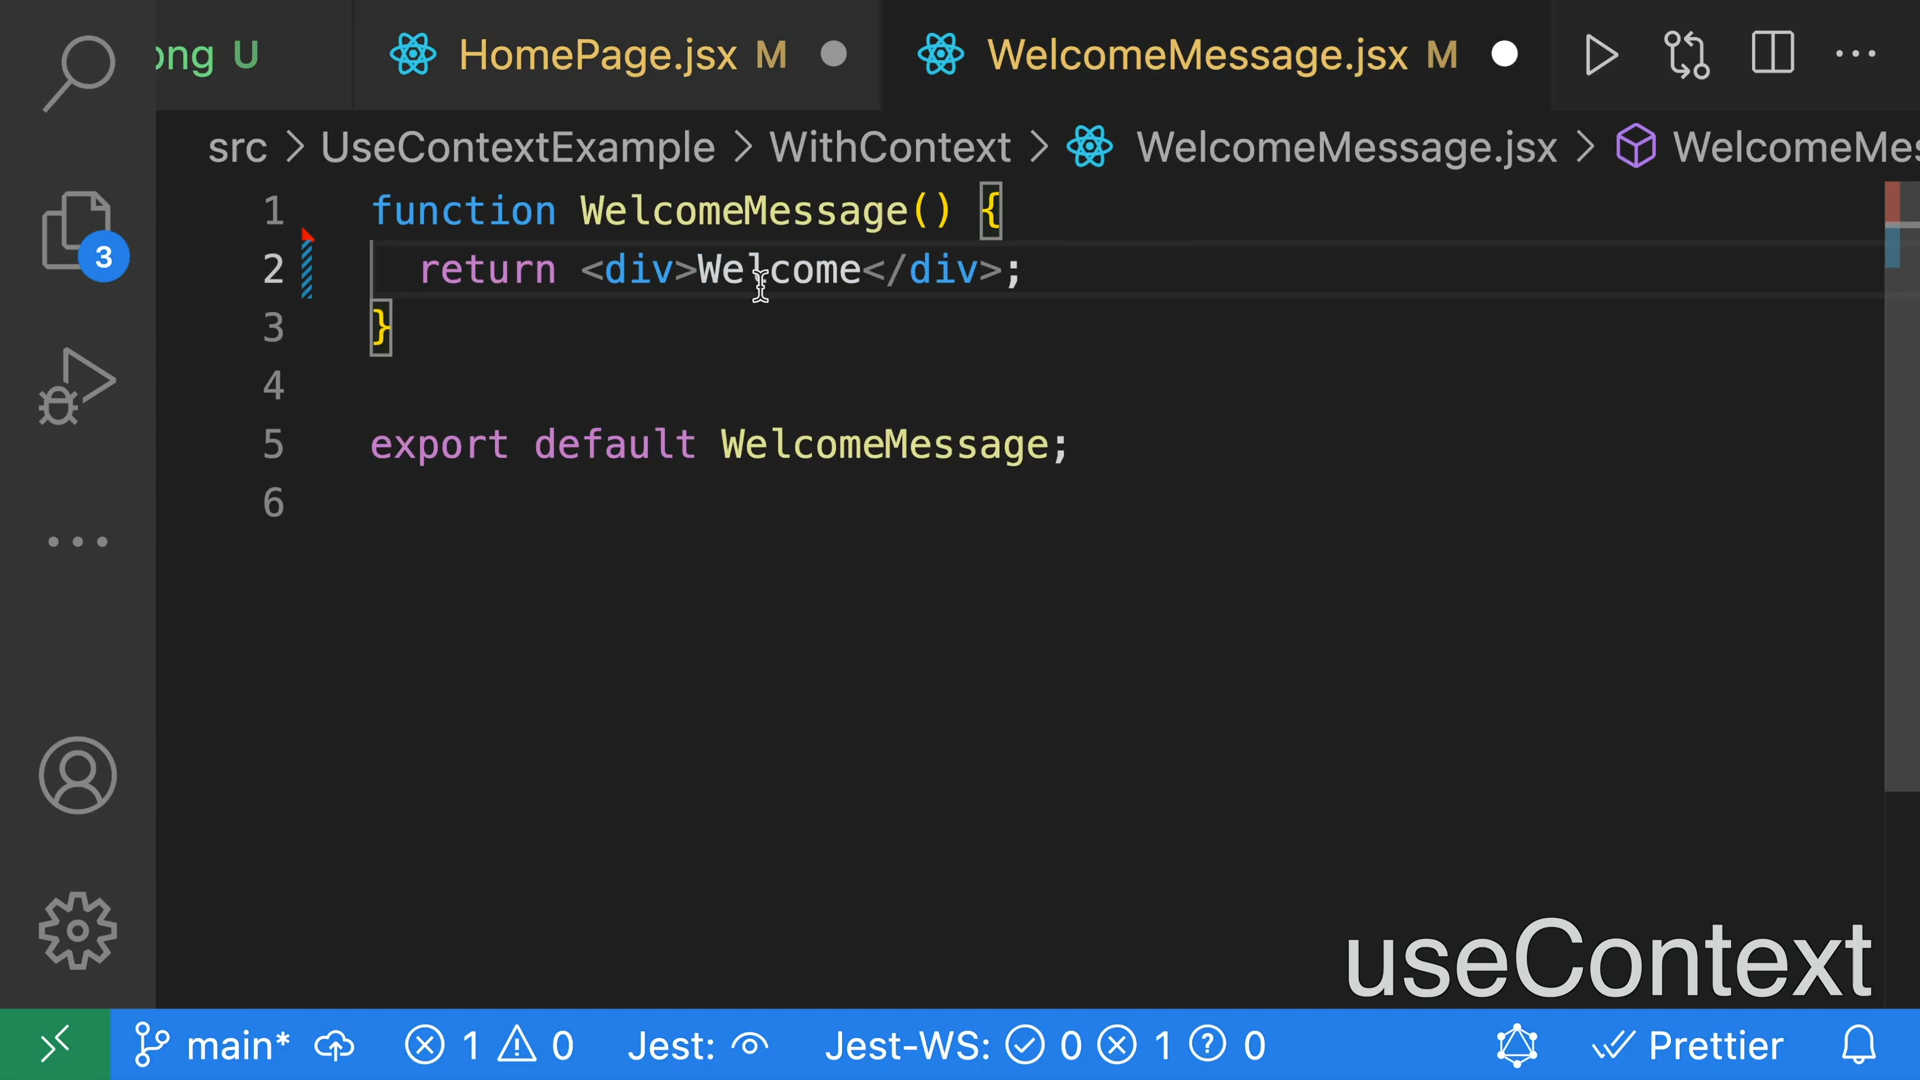 ong U HomePage.jsx M WelcomeMessage.jsx M
src > UseContextExample > WithContext > WelcomeMessage.jsx > WelcomeMes
1 function WelcomeMessage() {
2 return <div>Welcome</div>;
3 }
4
5 export default WelcomeMessage;
6
3
useContext
main* 1 0 Jest: Jest-WS: 0 1 0 Prettier